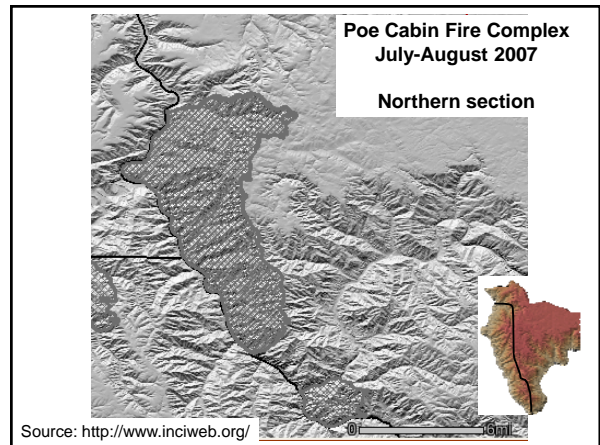 Poe Cabin Fire Complex
July-August 2007
Northern section
Source: http://www.inciweb.org/
0 6mi